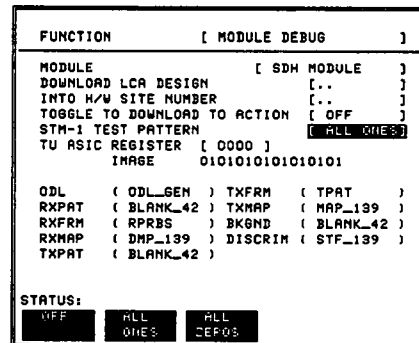 FUNCTION [ MODULE DEBUG ]
MODULE [ SDH MODULE ]
DOWNLOAD LCA DESIGN [..
INTO H/W SITE NUMBER [..
TOGGLE TO DOWNLOAD TO ACTION [ OFF
STM-1 TEST PATTERN [ ALL ONES]
TU ASIC REGISTER [ 0000 ]
IMAGE 0101010101010101
ODL ( ODL_GEN ) TXFRM ( TPAT )
RXPAT ( BLANK_42 ) TXMAP ( MAP_139 )
RXFRM ( RPRBS ) BKGND ( BLANK_42 )
RXMAP ( DMP_139 ) DISCRIM ( STF_139 )
TXPAT ( BLANK_42 )
STATUS:
OFF ALL ALL
ONES ZEROS